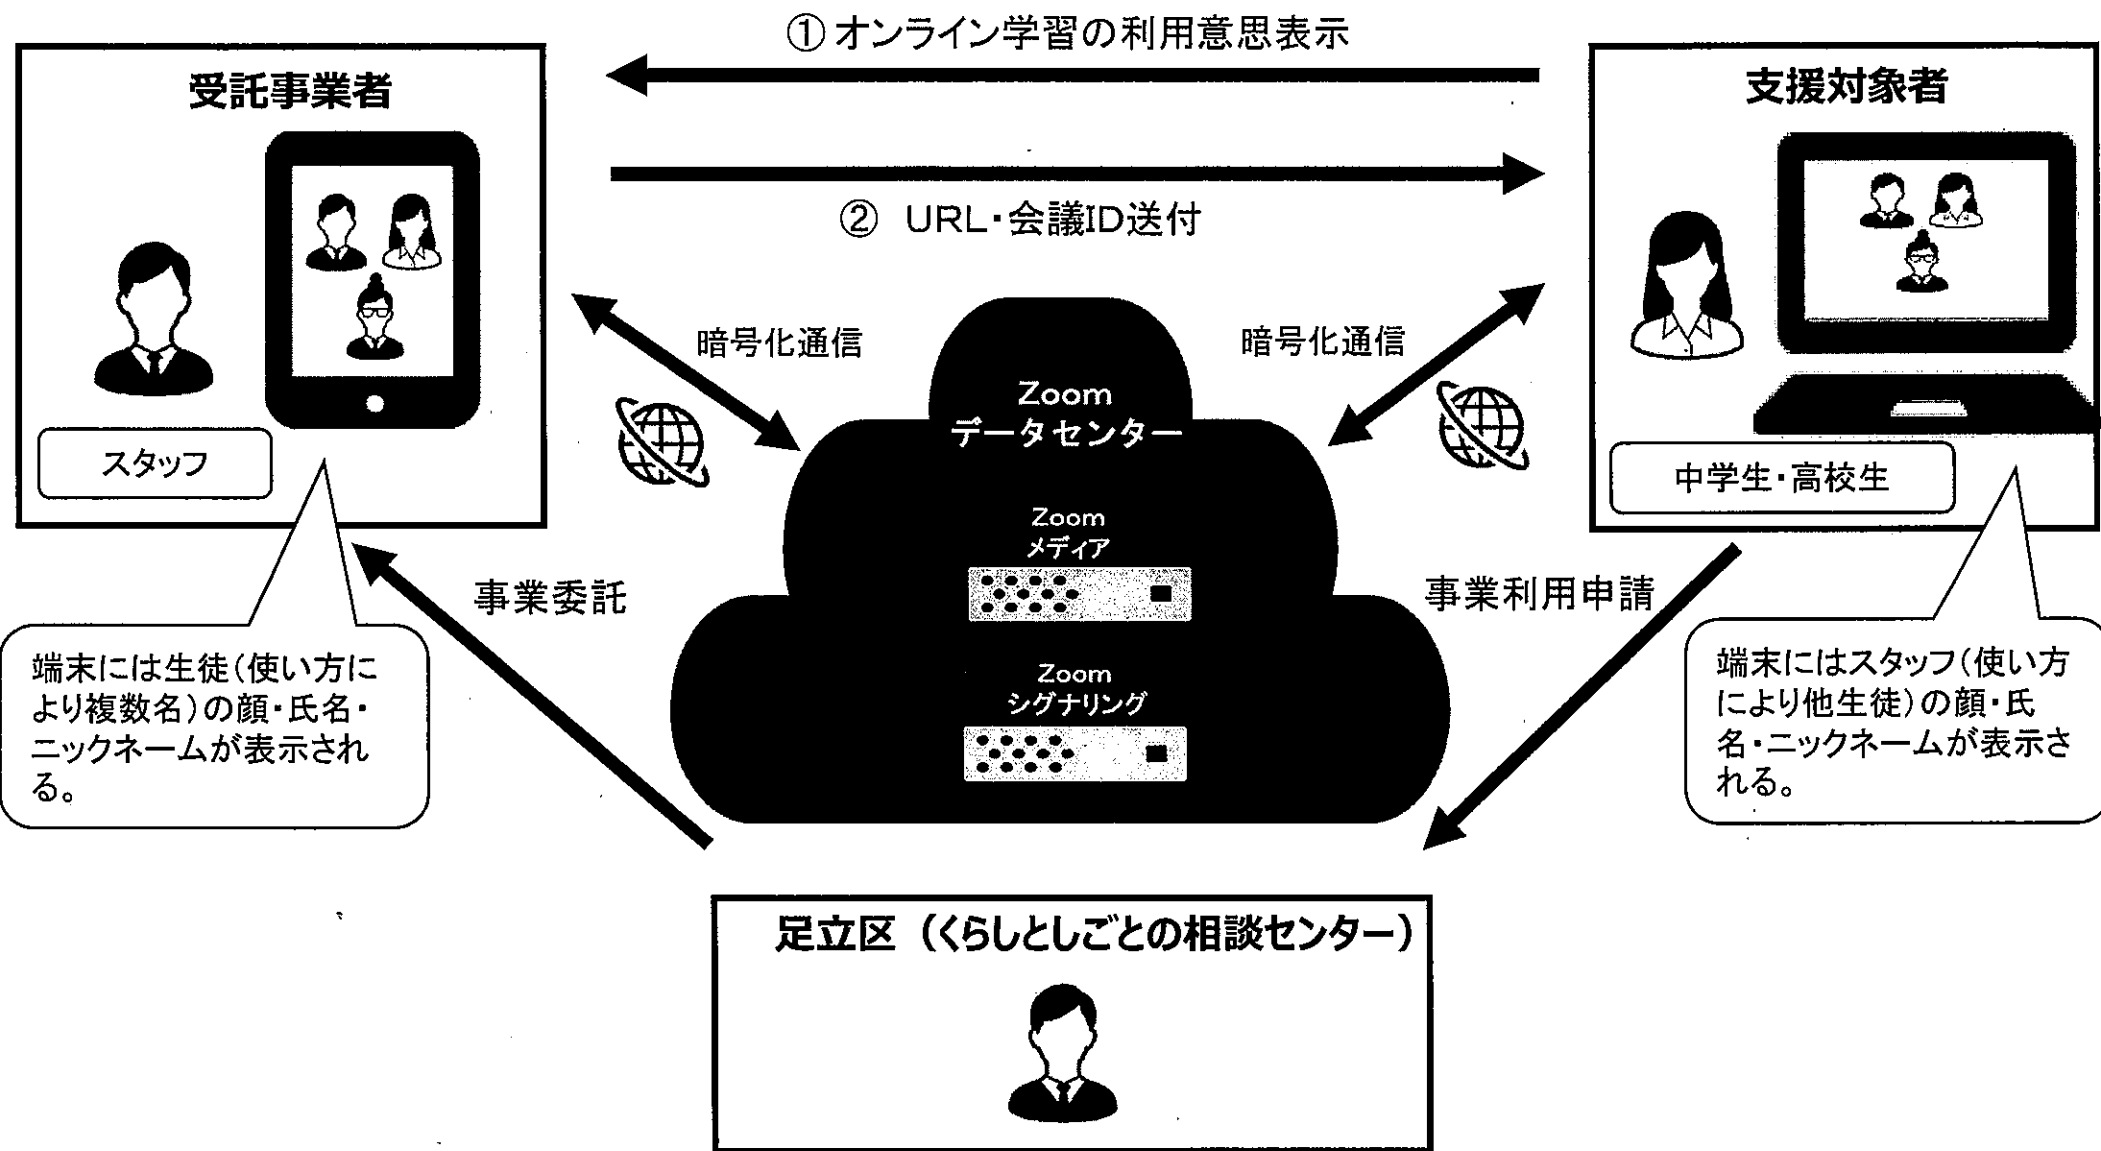 ① オンライン学習の利用意思表示
受託事業者
支援対象者
② URL・会議ID送付
暗号化通信
暗号化通信
Zoom
データセンター
スタッフ
中学生・高校生
Zoom
メディア
事業委託
事業利用申請
端末には生徒(使い方に
より複数名)の顔・氏名・
ニックネームが表示され
る。
端末にはスタッフ(使い方
により他生徒)の顔・氏
名・ニックネームが表示さ
れる。
Zoom
シグナリング
足立区(くらしとしごとの相談センター)